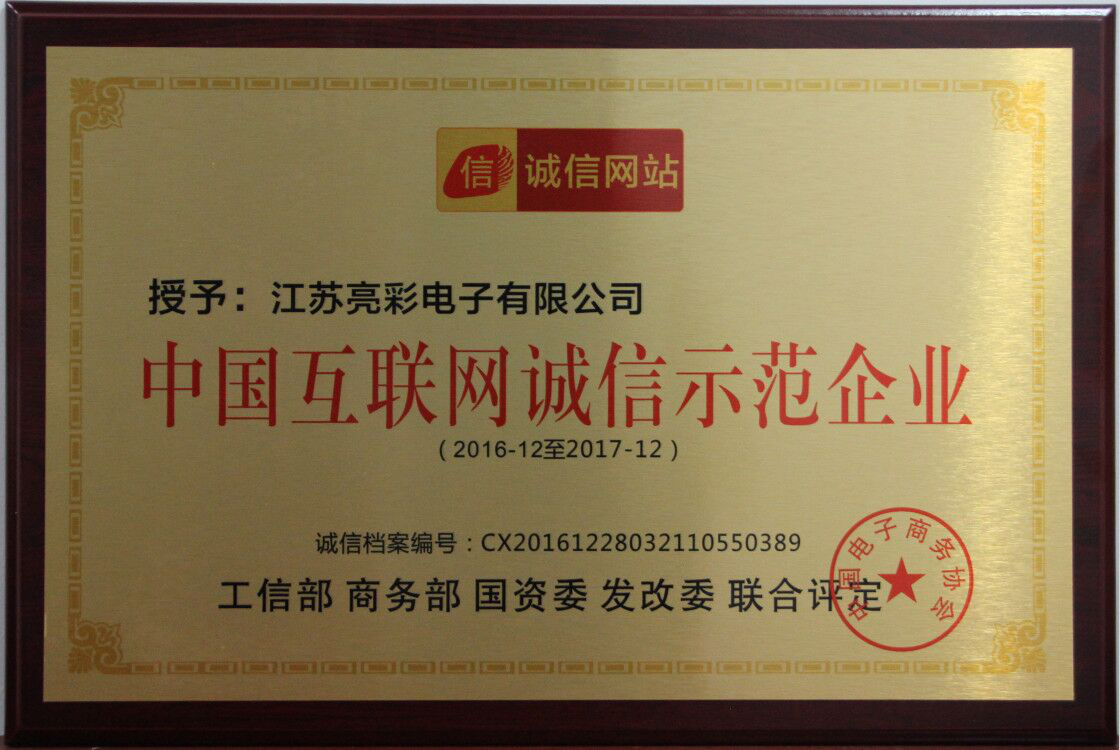 信 诚信网站
授予：江苏亮彩电子有限公司
中国互联网诚信示范企业
（2016-12至2017-12）
诚信档案编号：CX20161228032110550389
工信部 商务部 国资委 发改委 联合评定
中国电子商务协会